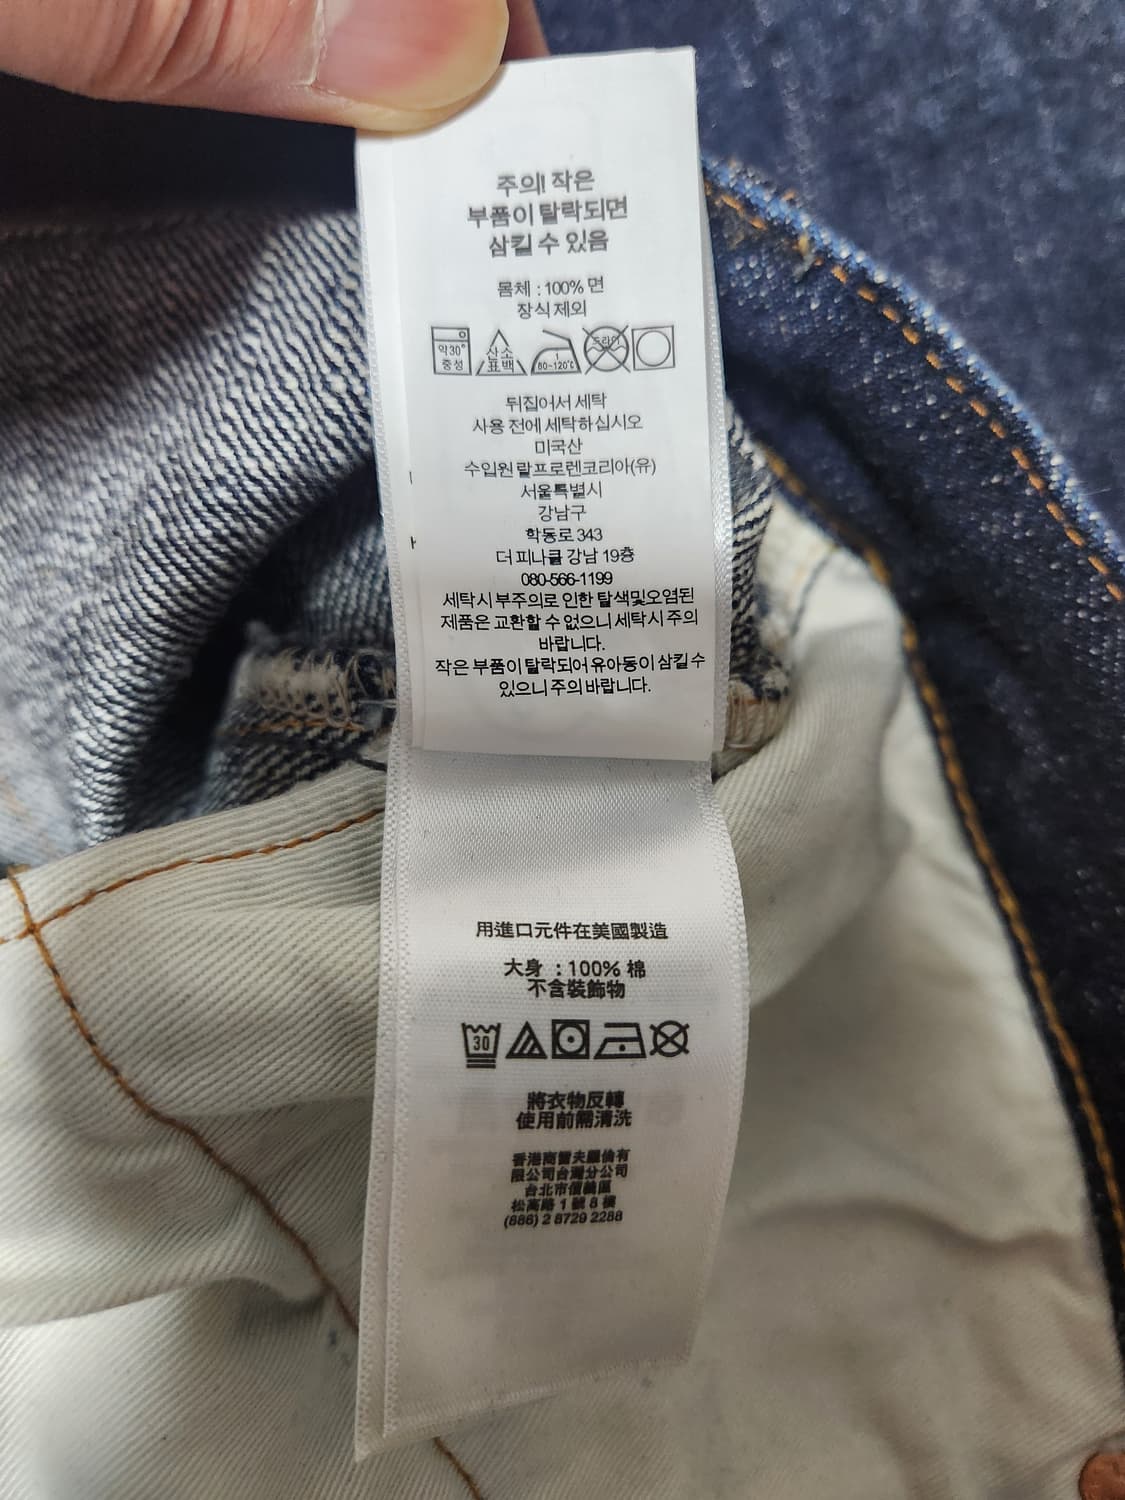 주의! 작은
부품이 탈락되면
삼킬 수 있음
몸체 : 100% 면
장식 제외
약30°
중성
산소
표백
1
80~120℃
드라이
뒤집어서 세탁
사용 전에 세탁하십시오
미국산
수입원 랄프로렌코리아(유)
서울특별시
강남구
학동로 343
더 피나클 강남 19층
080-566-1199
세탁시 부주의로 인한 탈색및오염된
제품은 교환할 수 없으니 세탁시 주의
바랍니다.
작은 부품이 탈락되어 유아동이 삼킬수
있으니 주의 바랍니다.
用進口元件在美國製造
大身 : 100% 棉
不含裝飾物
30
將衣物反轉
使用前需清洗
香港商雷夫羅倫有
限公司台灣分公司
台北市信義區
松高路 1 號 8 樓
(886) 2 8729 2288